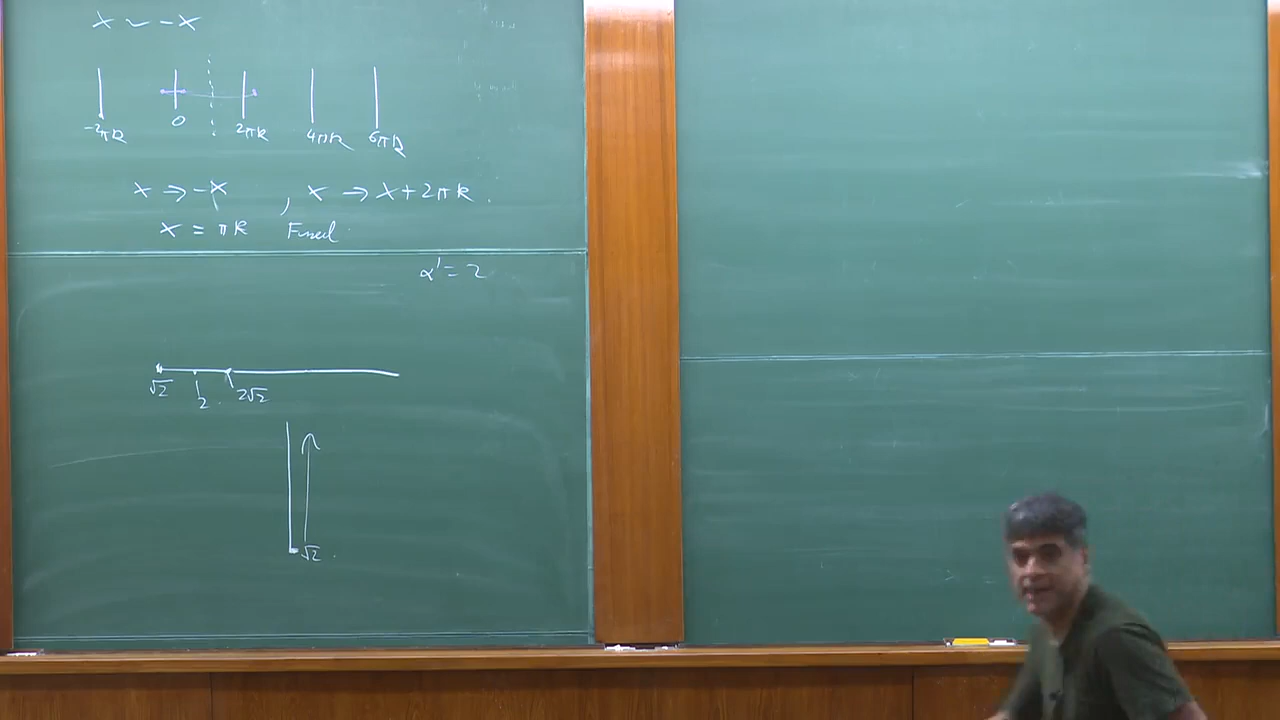 x ~ -x
-2πR 0 2πR 4πR 6πR
x → -x , x → x + 2πR .
x = πR Fixed
α' = 2
√2 2 . 2√2
√2 .